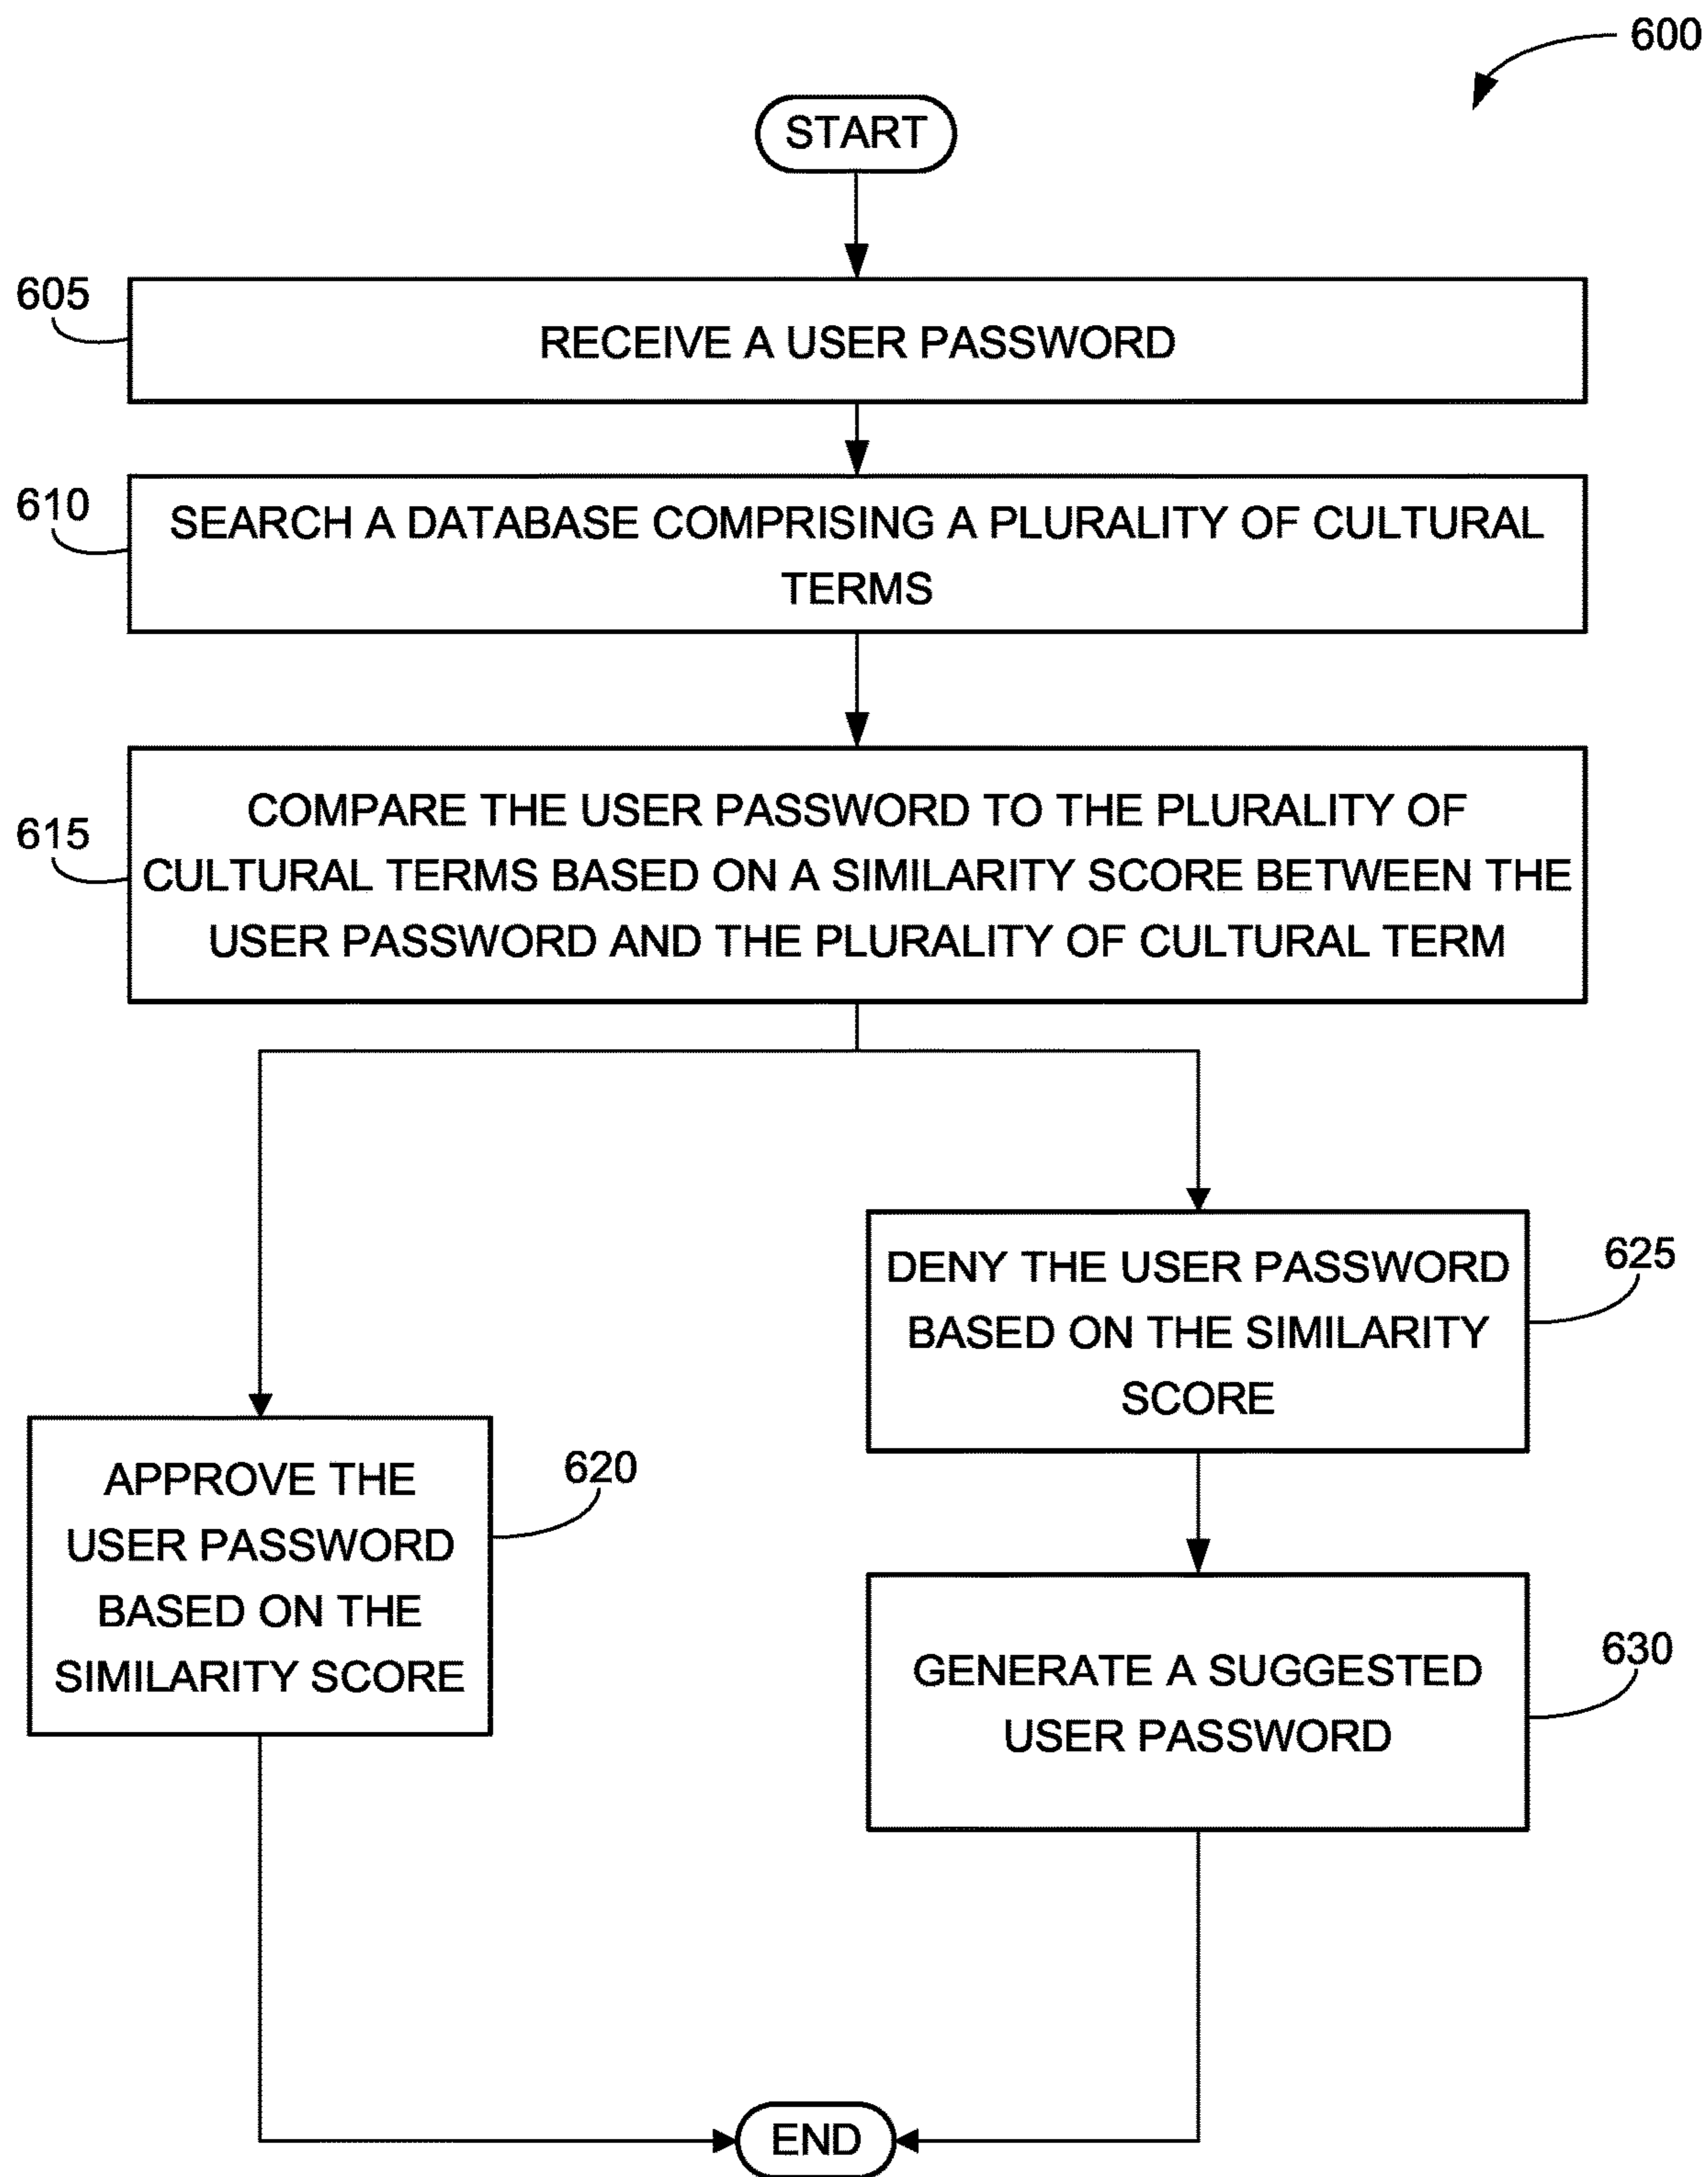 600
START
605
RECEIVE A USER PASSWORD
610
SEARCH A DATABASE COMPRISING A PLURALITY OF CULTURAL
TERMS
615
COMPARE THE USER PASSWORD TO THE PLURALITY OF
CULTURAL TERMS BASED ON A SIMILARITY SCORE BETWEEN THE
USER PASSWORD AND THE PLURALITY OF CULTURAL TERM
625
DENY THE USER PASSWORD
BASED ON THE SIMILARITY
SCORE
620
APPROVE THE
USER PASSWORD
BASED ON THE
SIMILARITY SCORE
630
GENERATE A SUGGESTED
USER PASSWORD
END